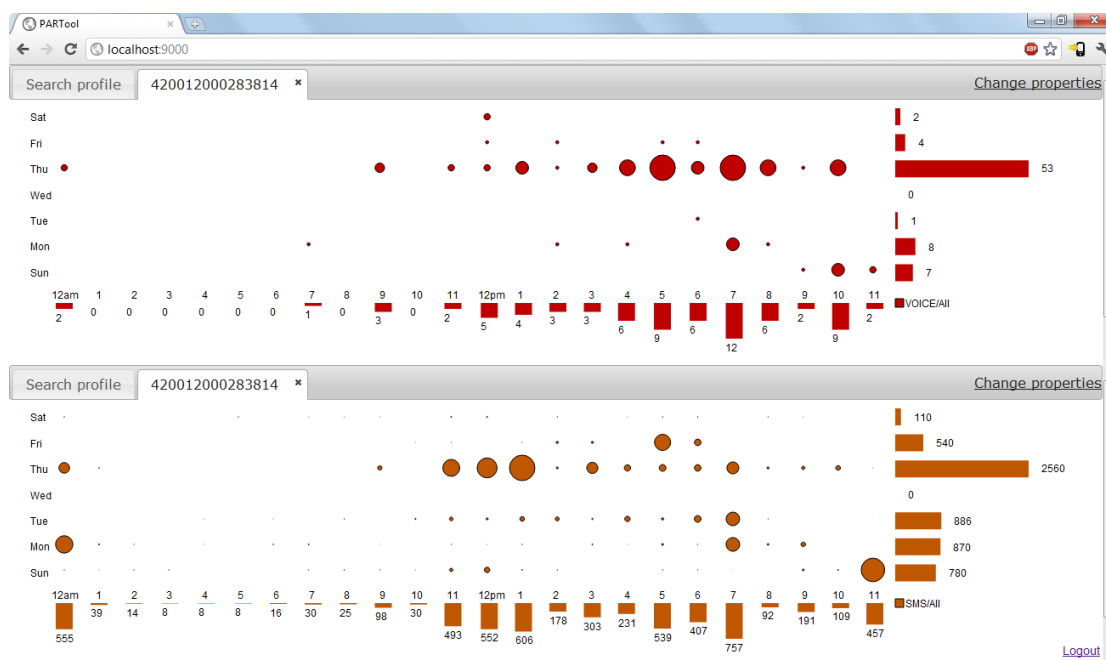 PARTool
localhost:9000
ABP
Search profile 420012000283814 Change properties
Sat 2
Fri 4
Thu 53
Wed 0
Tue 1
Mon 8
Sun 7
12am 1 2 3 4 5 6 7 8 9 10 11 12pm 1 2 3 4 5 6 7 8 9 10 11
VOICE/All
2 0 0 0 0 0 0 1 0 3 0 2 5 4 3 3 6 9 6 12 6 2 9 2
Search profile 420012000283814 Change properties
Sat 110
Fri 540
Thu 2560
Wed 0
Tue 886
Mon 870
Sun 780
12am 1 2 3 4 5 6 7 8 9 10 11 12pm 1 2 3 4 5 6 7 8 9 10 11
SMS/All
555 39 14 8 8 8 16 30 25 98 30 493 552 606 178 303 231 539 407 757 92 191 109 457
Logout